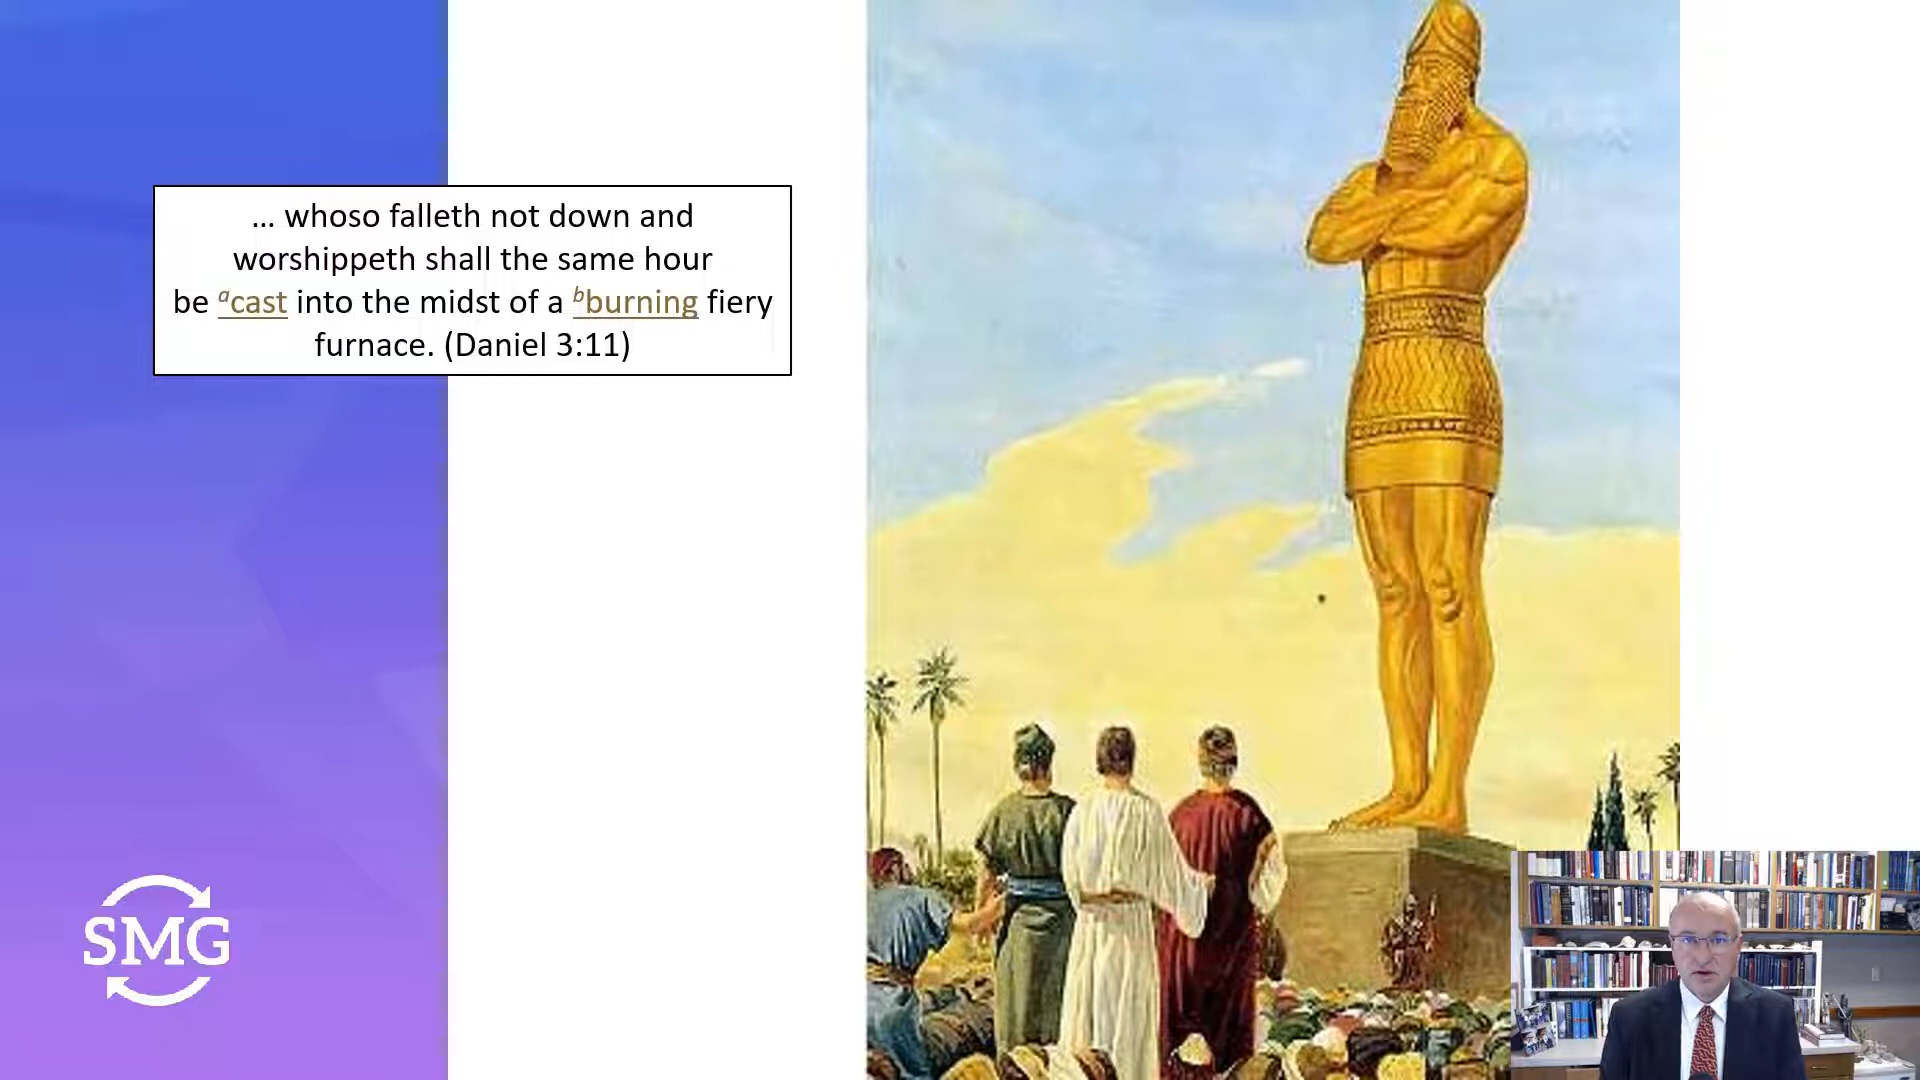 … whoso falleth not down and
worshippeth shall the same hour
be ᵃcast into the midst of a ᵇburning fiery
furnace. (Daniel 3:11)
SMG